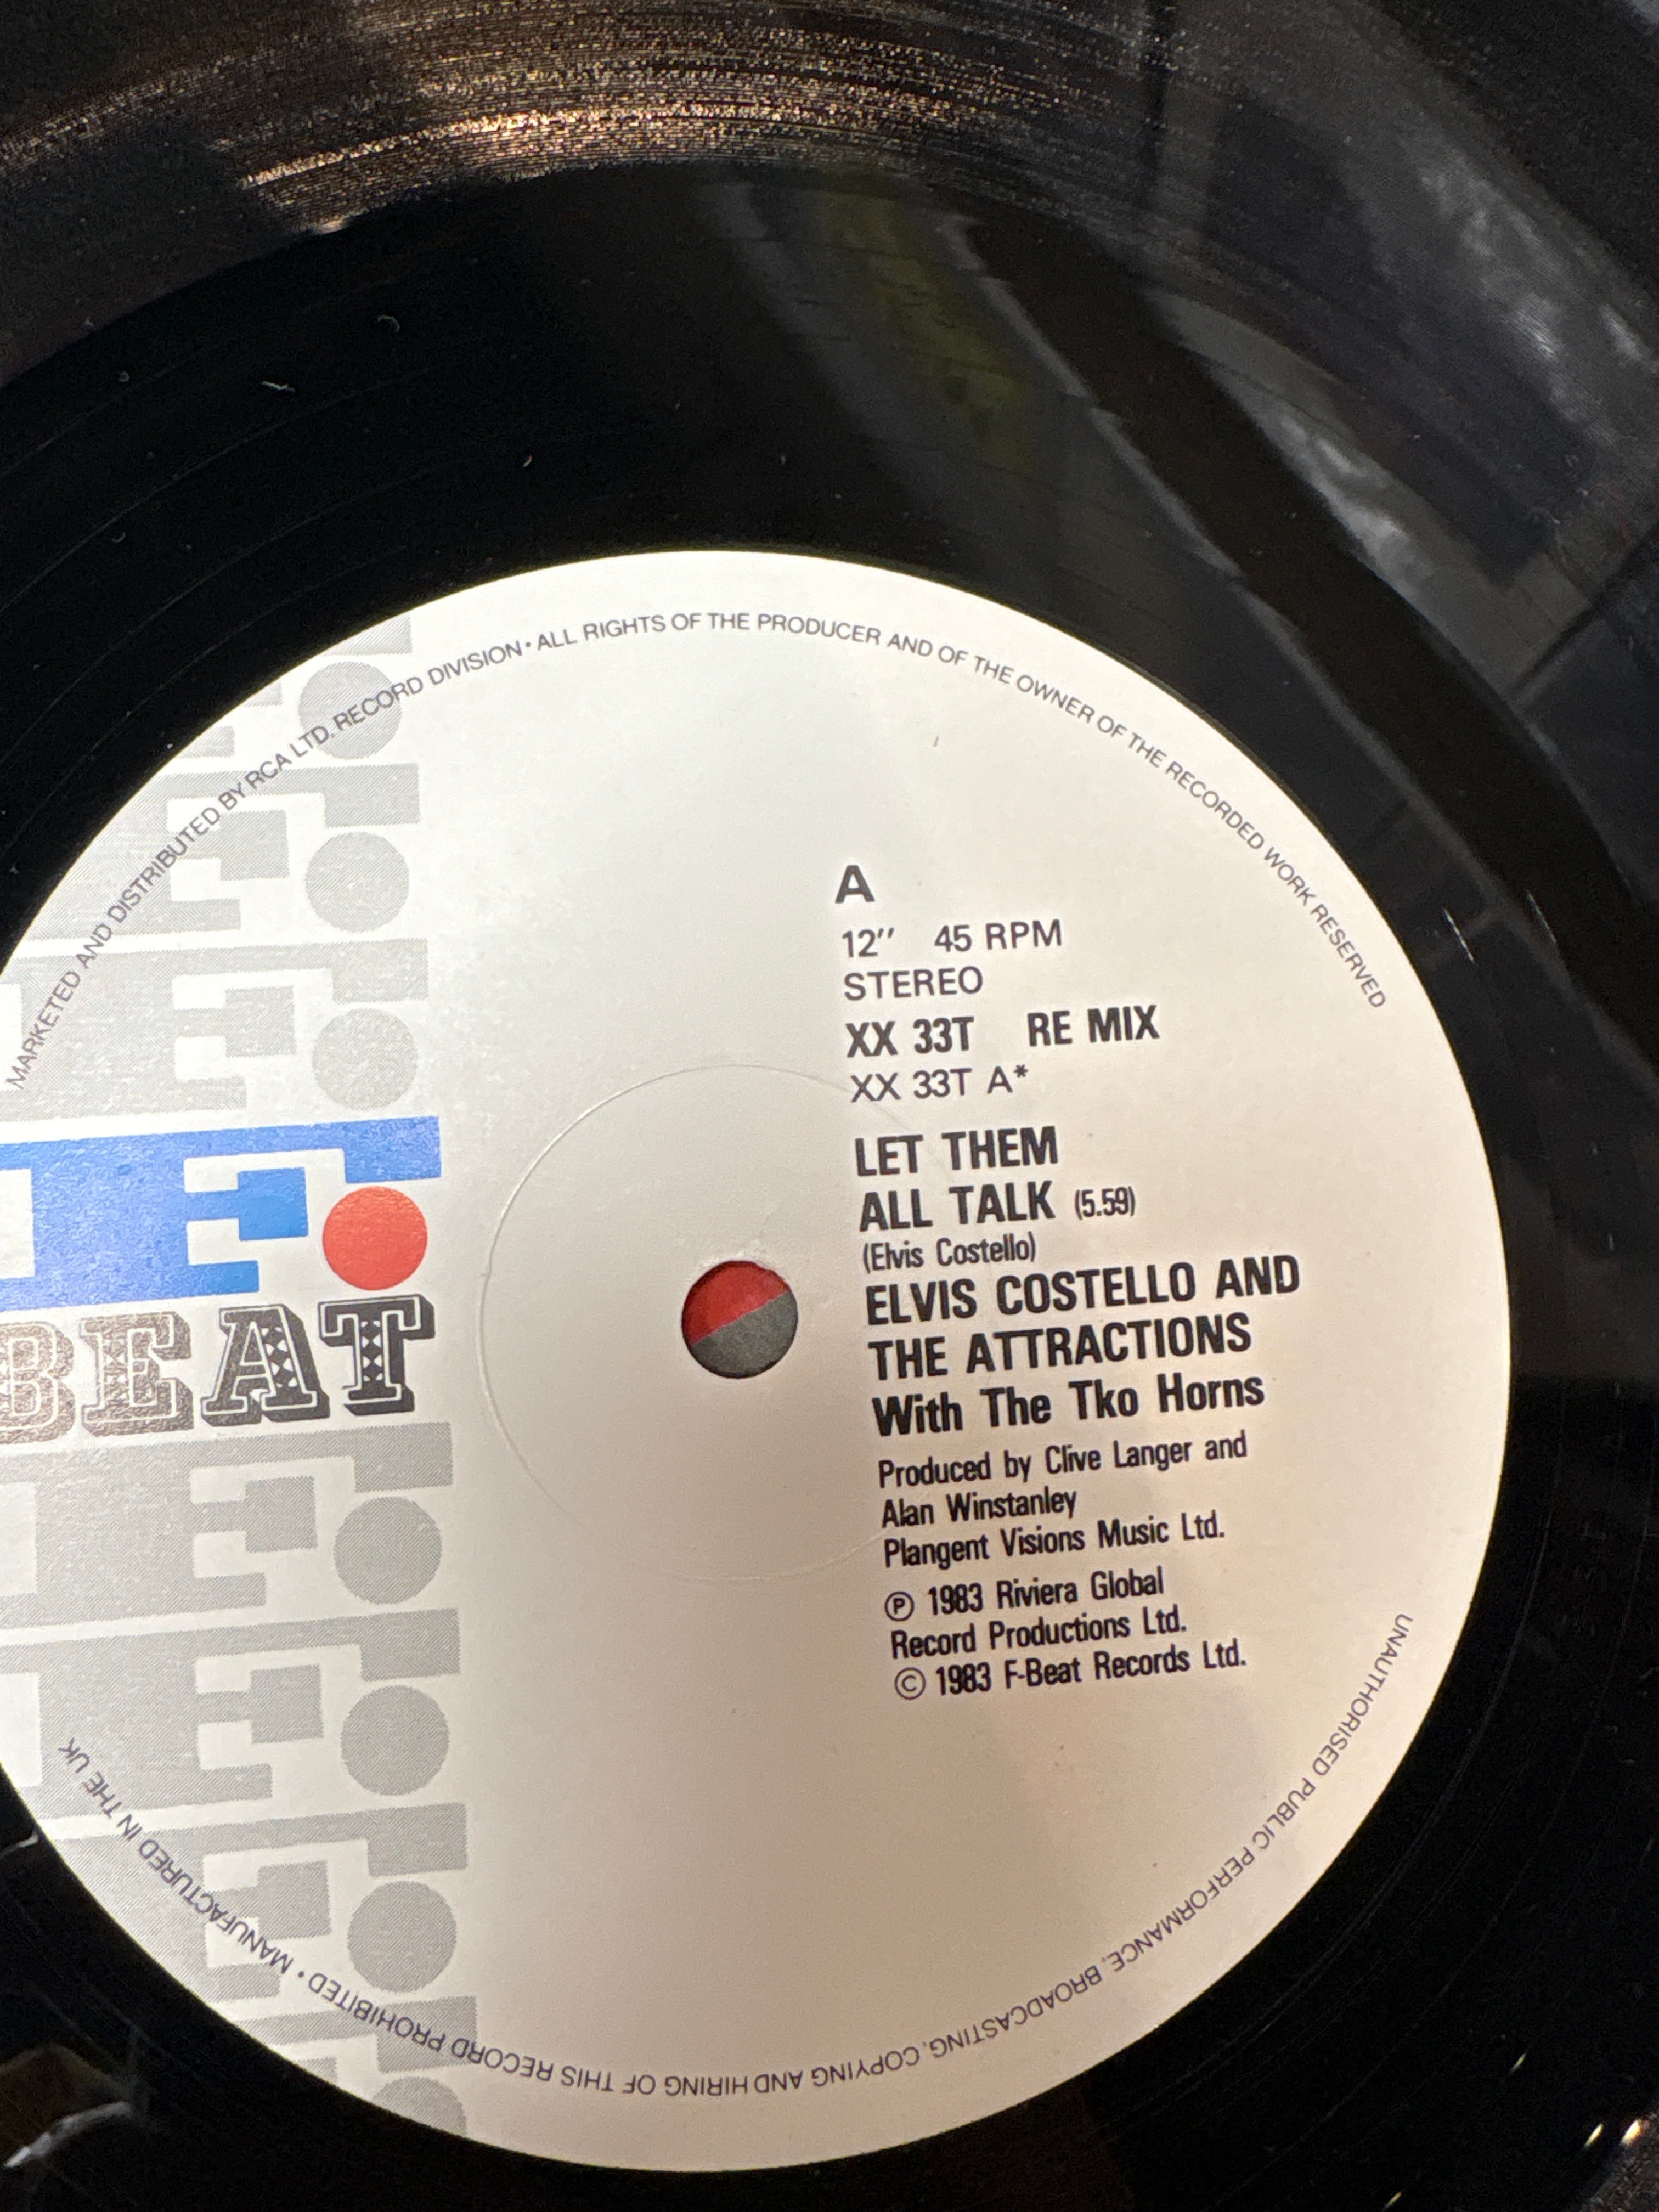 MARKETED AND DISTRIBUTED BY RCA LTD. RECORD DIVISION • ALL RIGHTS OF THE PRODUCER AND OF THE OWNER OF THE RECORDED WORK RESERVED
A
12" 45 RPM
STEREO
XX 33T RE MIX
XX 33T A*
LET THEM
ALL TALK (5.59)
(Elvis Costello)
ELVIS COSTELLO AND
THE ATTRACTIONS
With The Tko Horns
Produced by Clive Langer and
Alan Winstanley
Plangent Visions Music Ltd.
℗ 1983 Riviera Global
Record Productions Ltd.
© 1983 F-Beat Records Ltd.
F
BEAT
UNAUTHORISED PUBLIC PERFORMANCE, BROADCASTING, COPYING AND HIRING OF THIS RECORD PROHIBITED • MANUFACTURED IN THE UK